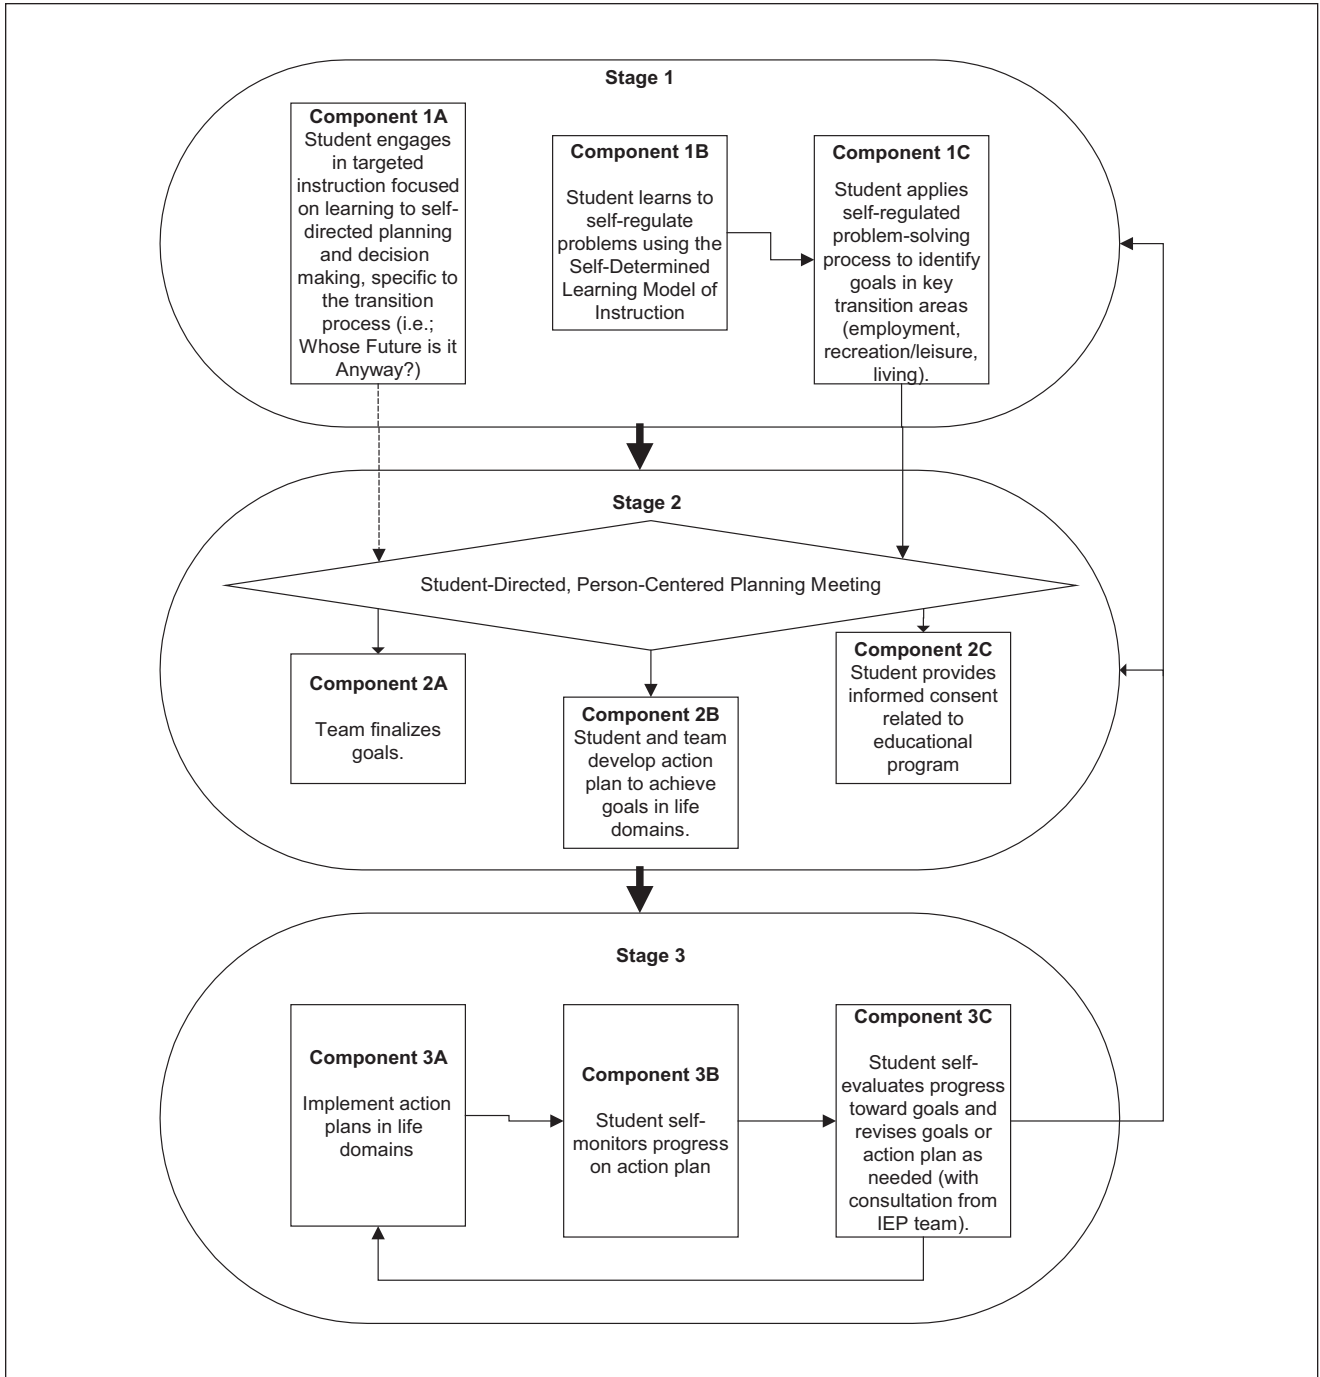 Stage 1
Component 1A
Student engages
in targeted
instruction focused
on learning to self-
directed planning
and decision
making, specific to
the transition
process (i.e.;
Whose Future is it
Anyway?)
Component 1B
Student learns to
self-regulate
problems using the
Self-Determined
Learning Model of
Instruction
Component 1C
Student applies
self-regulated
problem-solving
process to identify
goals in key
transition areas
(employment,
recreation/leisure,
living).
Stage 2
Student-Directed, Person-Centered Planning Meeting
Component 2A
Team finalizes
goals.
Component 2B
Student and team
develop action
plan to achieve
goals in life
domains.
Component 2C
Student provides
informed consent
related to
educational
program
Stage 3
Component 3A
Implement action
plans in life
domains
Component 3B
Student self-
monitors progress
on action plan
Component 3C
Student self-
evaluates progress
toward goals and
revises goals or
action plan as
needed (with
consultation from
IEP team).